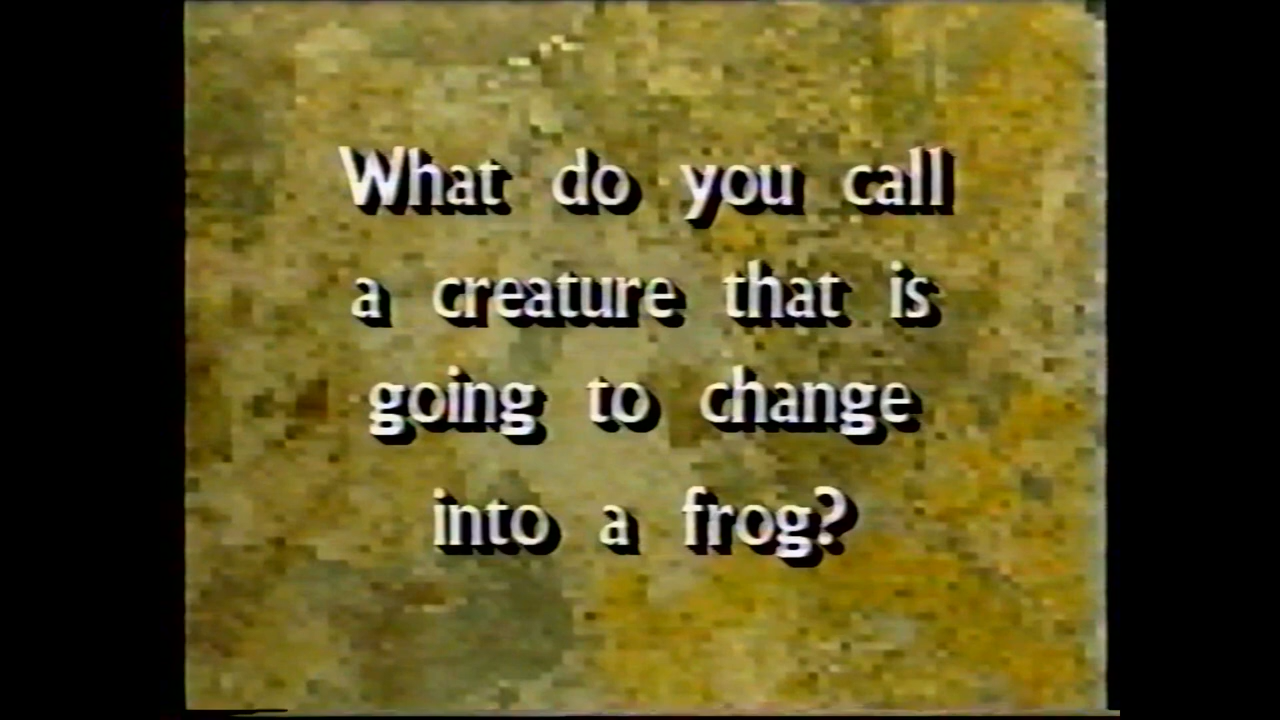 What do you call
a creature that is
going to change
into a frog?